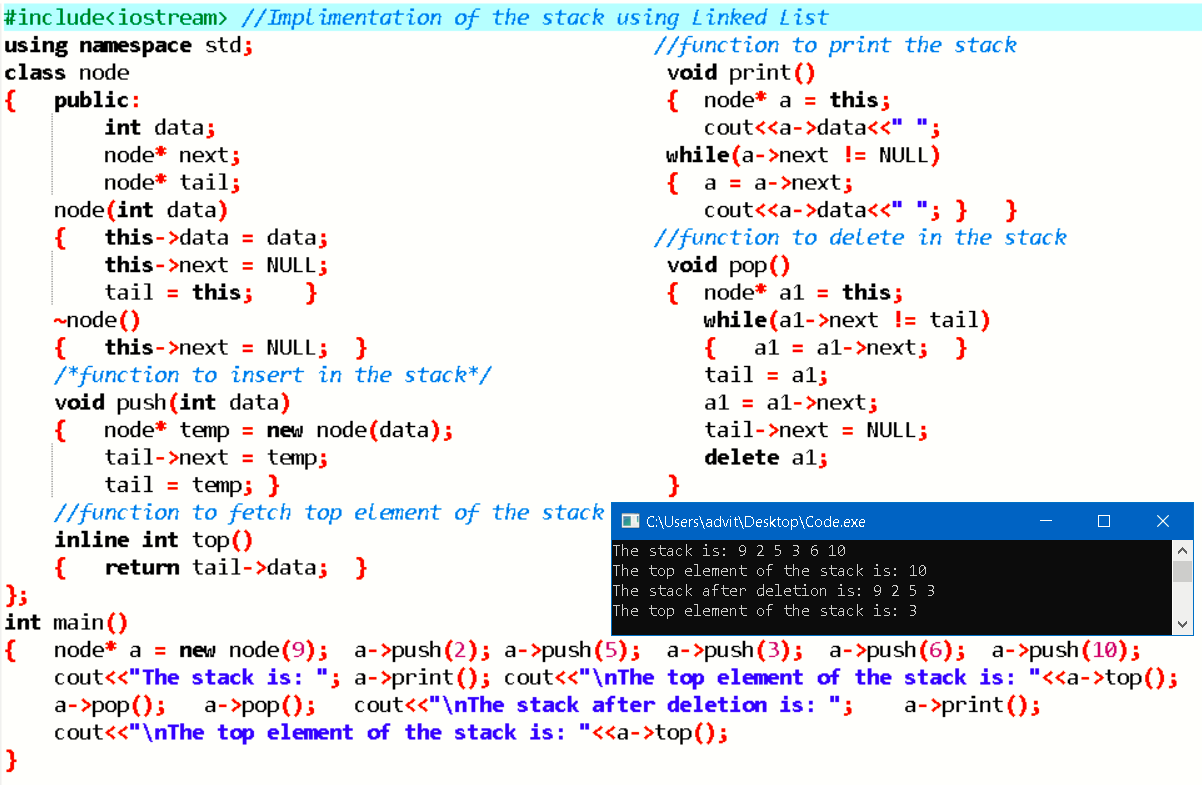 #include<iostream> //Implimentation of the stack using Linked List
using namespace std;
class node
{ public:
int data;
node* next;
node* tail;
node(int data)
{ this->data = data;
this->next = NULL;
tail = this; }
~node()
{ this->next = NULL; }
/*function to insert in the stack*/
void push(int data)
{ node* temp = new node(data);
tail->next = temp;
tail = temp; }
//function to fetch top element of the stack
inline int top()
{ return tail->data; }
};
//function to print the stack
void print()
{ node* a = this;
cout<<a->data<<" ";
while(a->next != NULL)
{ a = a->next;
cout<<a->data<<" "; } }
//function to delete in the stack
void pop()
{ node* a1 = this;
while(a1->next != tail)
{ a1 = a1->next; }
tail = a1;
a1 = a1->next;
tail->next = NULL;
delete a1;
}
C:\Users\advit\Desktop\Code.exe
The stack is: 9 2 5 3 6 10
The top element of the stack is: 10
The stack after deletion is: 9 2 5 3
The top element of the stack is: 3
int main()
{ node* a = new node(9); a->push(2); a->push(5); a->push(3); a->push(6); a->push(10);
cout<<"The stack is: "; a->print(); cout<<"\nThe top element of the stack is: "<<a->top();
a->pop(); a->pop(); cout<<"\nThe stack after deletion is: "; a->print();
cout<<"\nThe top element of the stack is: "<<a->top();
}